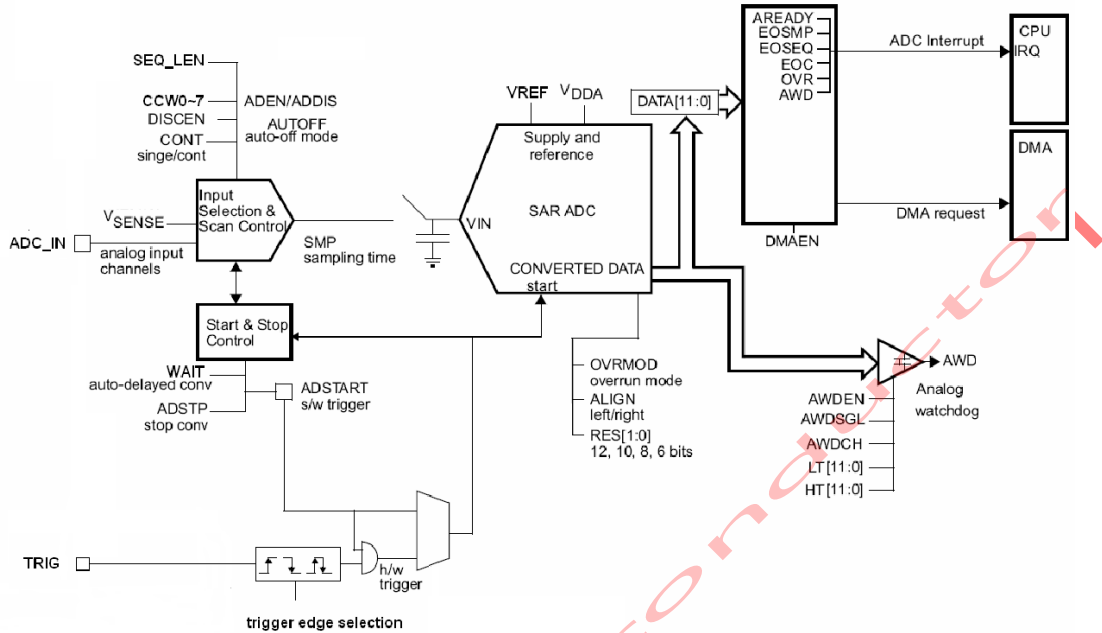 SEQ_LEN
CCW0~7
DISCEN
CONT
singe/cont
ADEN/ADDIS
AUTOFF
auto-off mode
Input
Selection &
Scan Control
VSENSE
ADC_IN
analog input
channels
SMP
sampling time
Start & Stop
Control
WAIT
auto-delayed conv
ADSTP
stop conv
ADSTART
s/w trigger
TRIG
h/w
trigger
trigger edge selection
VREF
VDDA
Supply and
reference
SAR ADC
VIN
CONVERTED DATA
start
OVRMOD
overrun mode
ALIGN
left/right
RES[1:0]
12, 10, 8, 6 bits
DATA[11:0]
AREADY
EOSMP
EOSEQ
EOC
OVR
AWD
DMAEN
ADC Interrupt
CPU
IRQ
DMA
DMA request
AWD
Analog
watchdog
AWDEN
AWDSGL
AWDCH
LT[11:0]
HT[11:0]
onductor